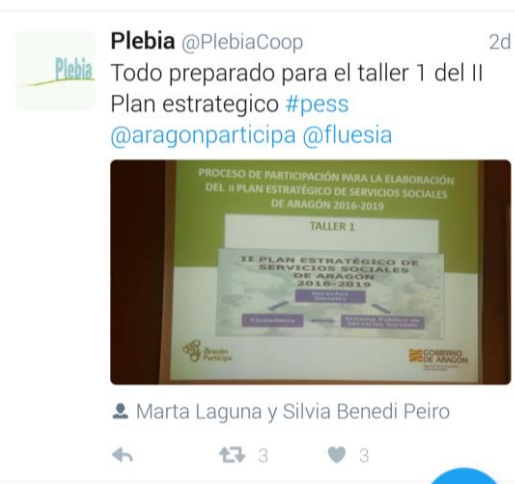 Plebia @PlebiaCoop 2d
Plebia
Todo preparado para el taller 1 del II
Plan estrategico #pess
@aragonparticipa @fluesia
PROCESO DE PARTICIPACIÓN PARA LA ELABORACIÓN
DEL II PLAN ESTRATÉGICO DE SERVICIOS SOCIALES
DE ARAGÓN 2016-2019
TALLER 1
II PLAN ESTRATÉGICO DE
SERVICIOS SOCIALES
DE ARAGÓN
2016-2019
Derechos
Sociales
Ciudadanía
Sistema Público de
Servicios Sociales
Aragón
Participa
GOBIERNO
DE ARAGON
Marta Laguna y Silvia Benedi Peiro
3 3